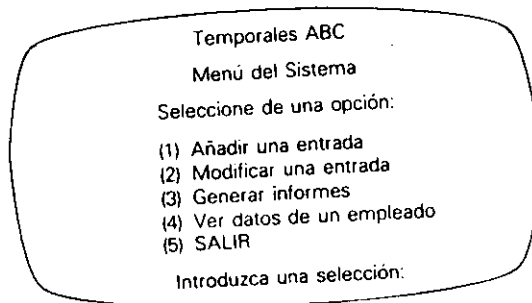 Temporales ABC
Menú del Sistema
Seleccione de una opción:
(1) Añadir una entrada
(2) Modificar una entrada
(3) Generar informes
(4) Ver datos de un empleado
(5) SALIR
Introduzca una selección: